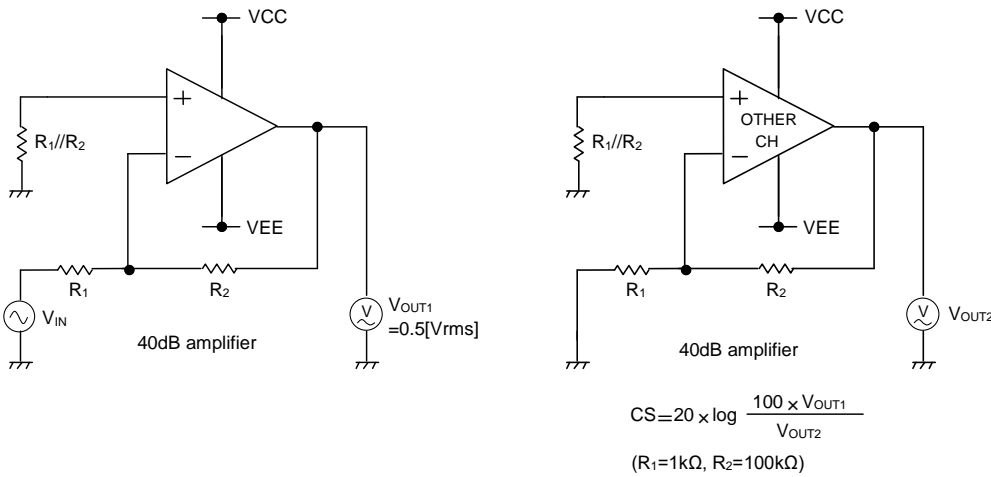 VCC
+
R₁//R₂
−
VEE
R₁
R₂
VIN
V
VOUT1
=0.5[Vrms]
40dB amplifier
VCC
+
OTHER
CH
R₁//R₂
−
VEE
R₁
R₂
V
VOUT2
40dB amplifier
CS=20×log 100×VOUT1
VOUT2
(R₁=1kΩ, R₂=100kΩ)